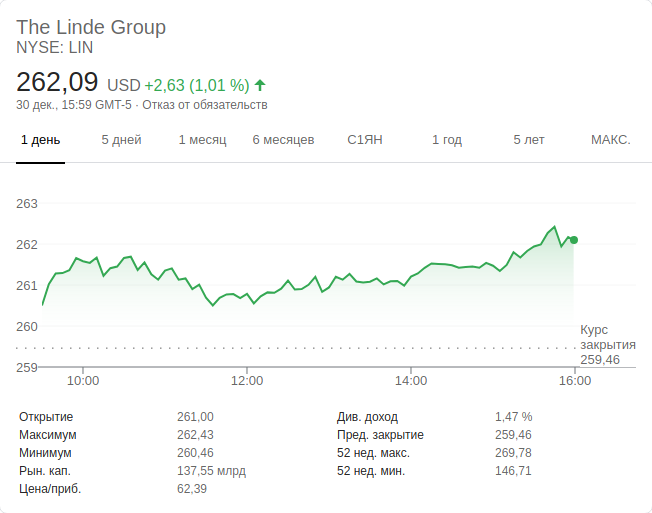 The Linde Group
NYSE: LIN
262,09 USD +2,63 (1,01 %)
30 дек., 15:59 GMT-5 · Отказ от обязательств
1 день 5 дней 1 месяц 6 месяцев С1ЯН 1 год 5 лет МАКС.
263
262
261
260
Курс
закрытия
259,46
259
10:00 12:00 14:00 16:00
Открытие 261,00 Див. доход 1,47 %
Максимум 262,43 Пред. закрытие 259,46
Минимум 260,46 52 нед. макс. 269,78
Рын. кап. 137,55 млрд 52 нед. мин. 146,71
Цена/приб. 62,39